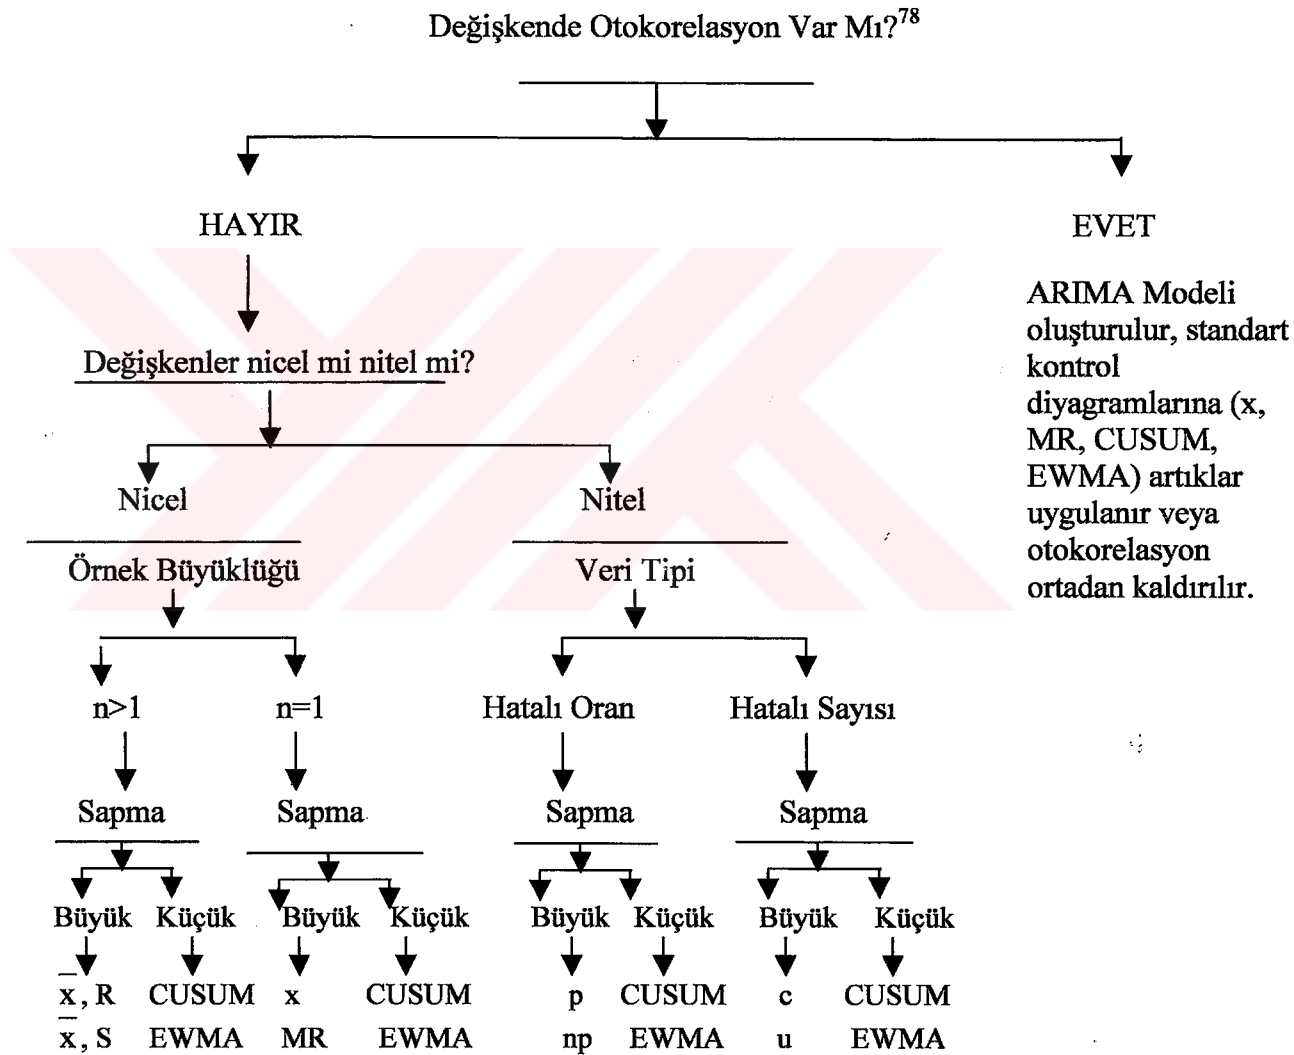 Değişkende Otokorelasyon Var Mı?78
HAYIR
EVET
ARIMA Modeli
oluşturulur, standart
kontrol
diyagramlarına (x,
MR, CUSUM,
EWMA) artıklar
uygulanır veya
otokorelasyon
ortadan kaldırılır.
Değişkenler nicel mi nitel mi?
Nicel
Nitel
Örnek Büyüklüğü
Veri Tipi
n>1
n=1
Hatalı Oran
Hatalı Sayısı
Sapma
Sapma
Sapma
Sapma
Büyük Küçük
Büyük Küçük
Büyük Küçük
Büyük Küçük
x̅, R CUSUM x CUSUM p CUSUM c CUSUM
x̅, S EWMA MR EWMA np EWMA u EWMA